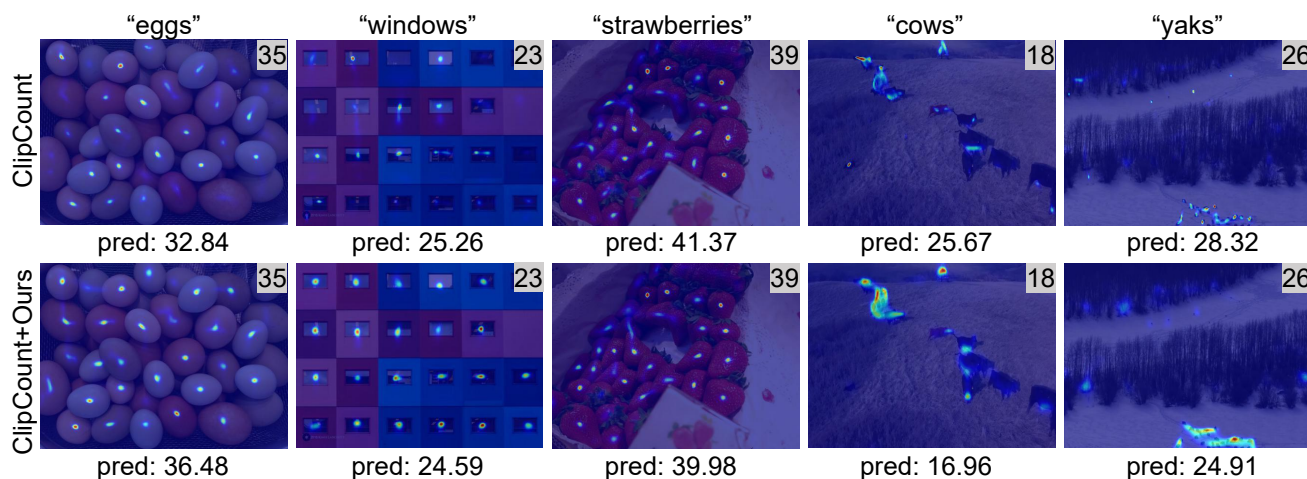 “eggs” “windows” “strawberries” “cows” “yaks”
ClipCount
35 23 39 18 26
pred: 32.84 pred: 25.26 pred: 41.37 pred: 25.67 pred: 28.32
ClipCount+Ours
35 23 39 18 26
pred: 36.48 pred: 24.59 pred: 39.98 pred: 16.96 pred: 24.91